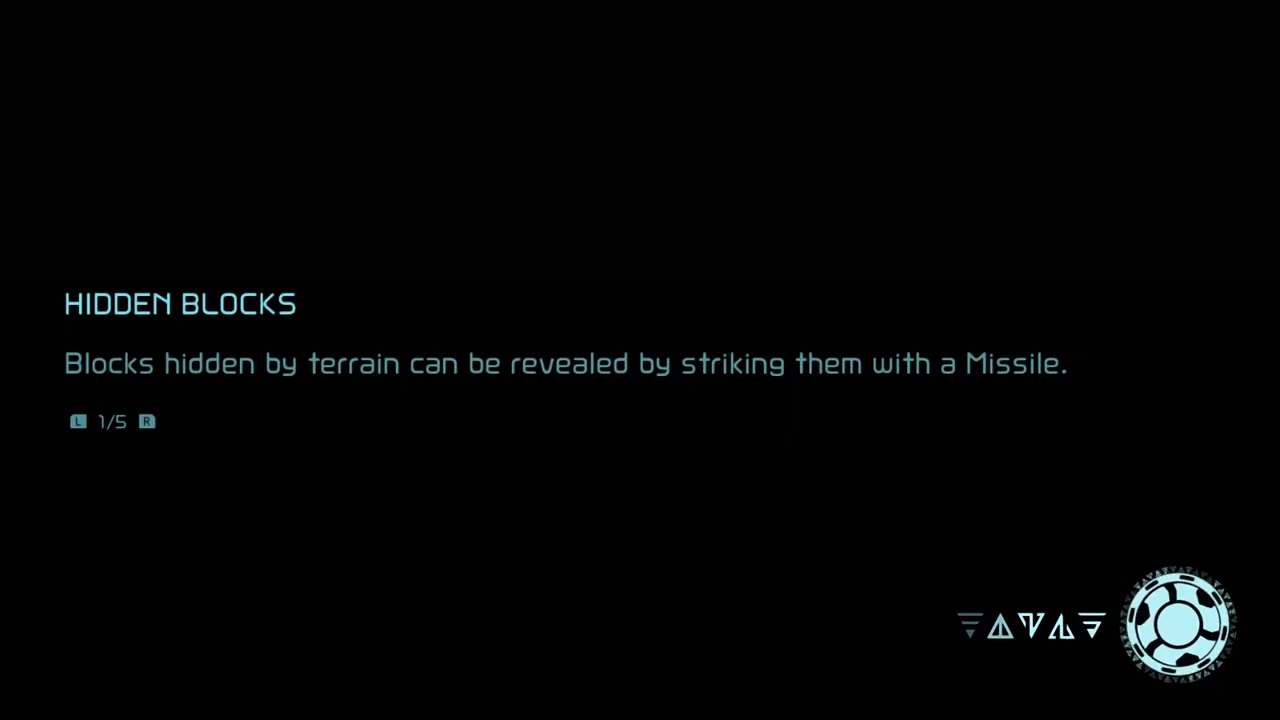 HIDDEN BLOCKS
Blocks hidden by terrain can be revealed by striking them with a Missile.
L 1/5 R